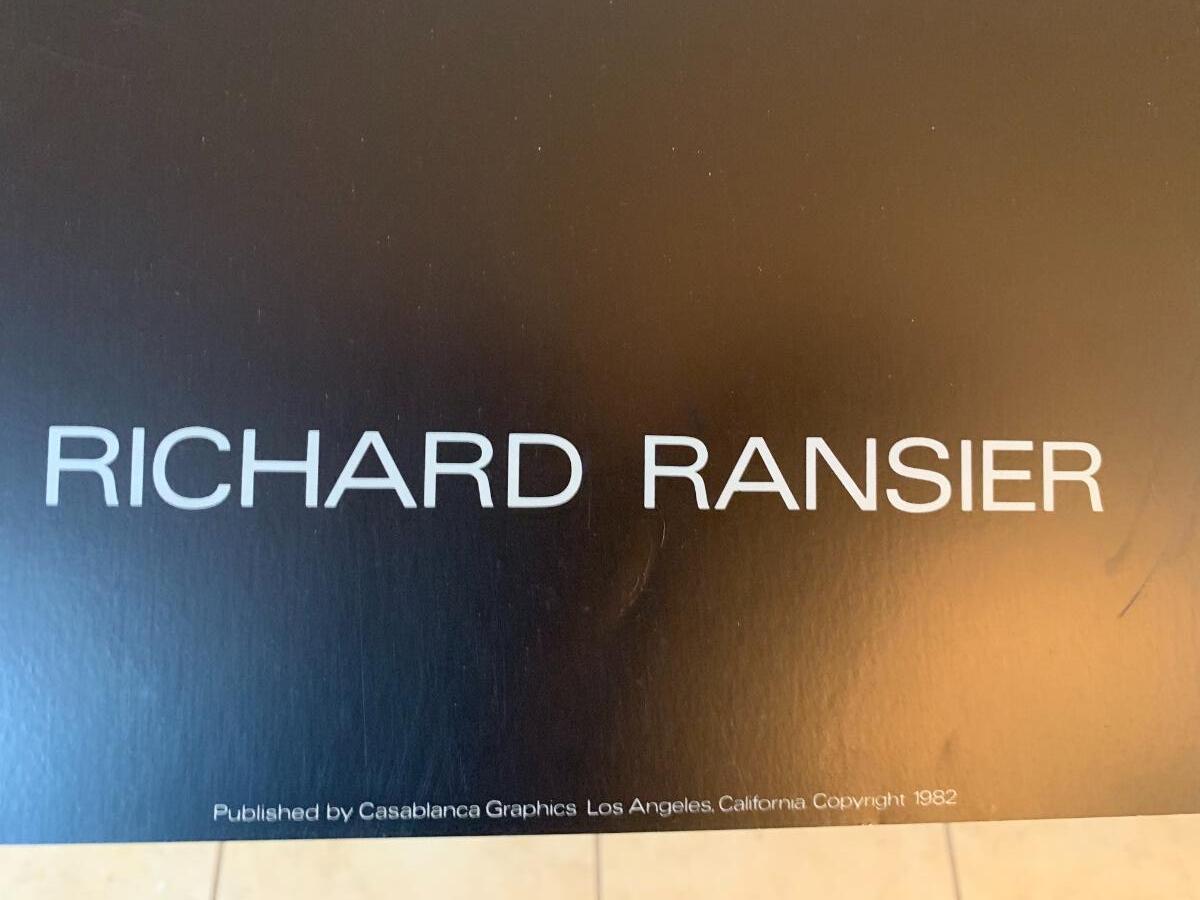 RICHARD RANSIER
Published by Casablanca Graphics Los Angeles, California Copyright 1982